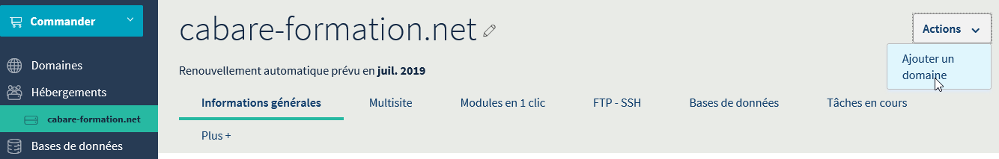 Commander
Domaines
Hébergements
cabare-formation.net
Bases de données
cabare-formation.net
Actions
Ajouter un
domaine
Renouvellement automatique prévu en juil. 2019
Informations générales Multisite Modules en 1 clic FTP - SSH Bases de données Tâches en cours
Plus +